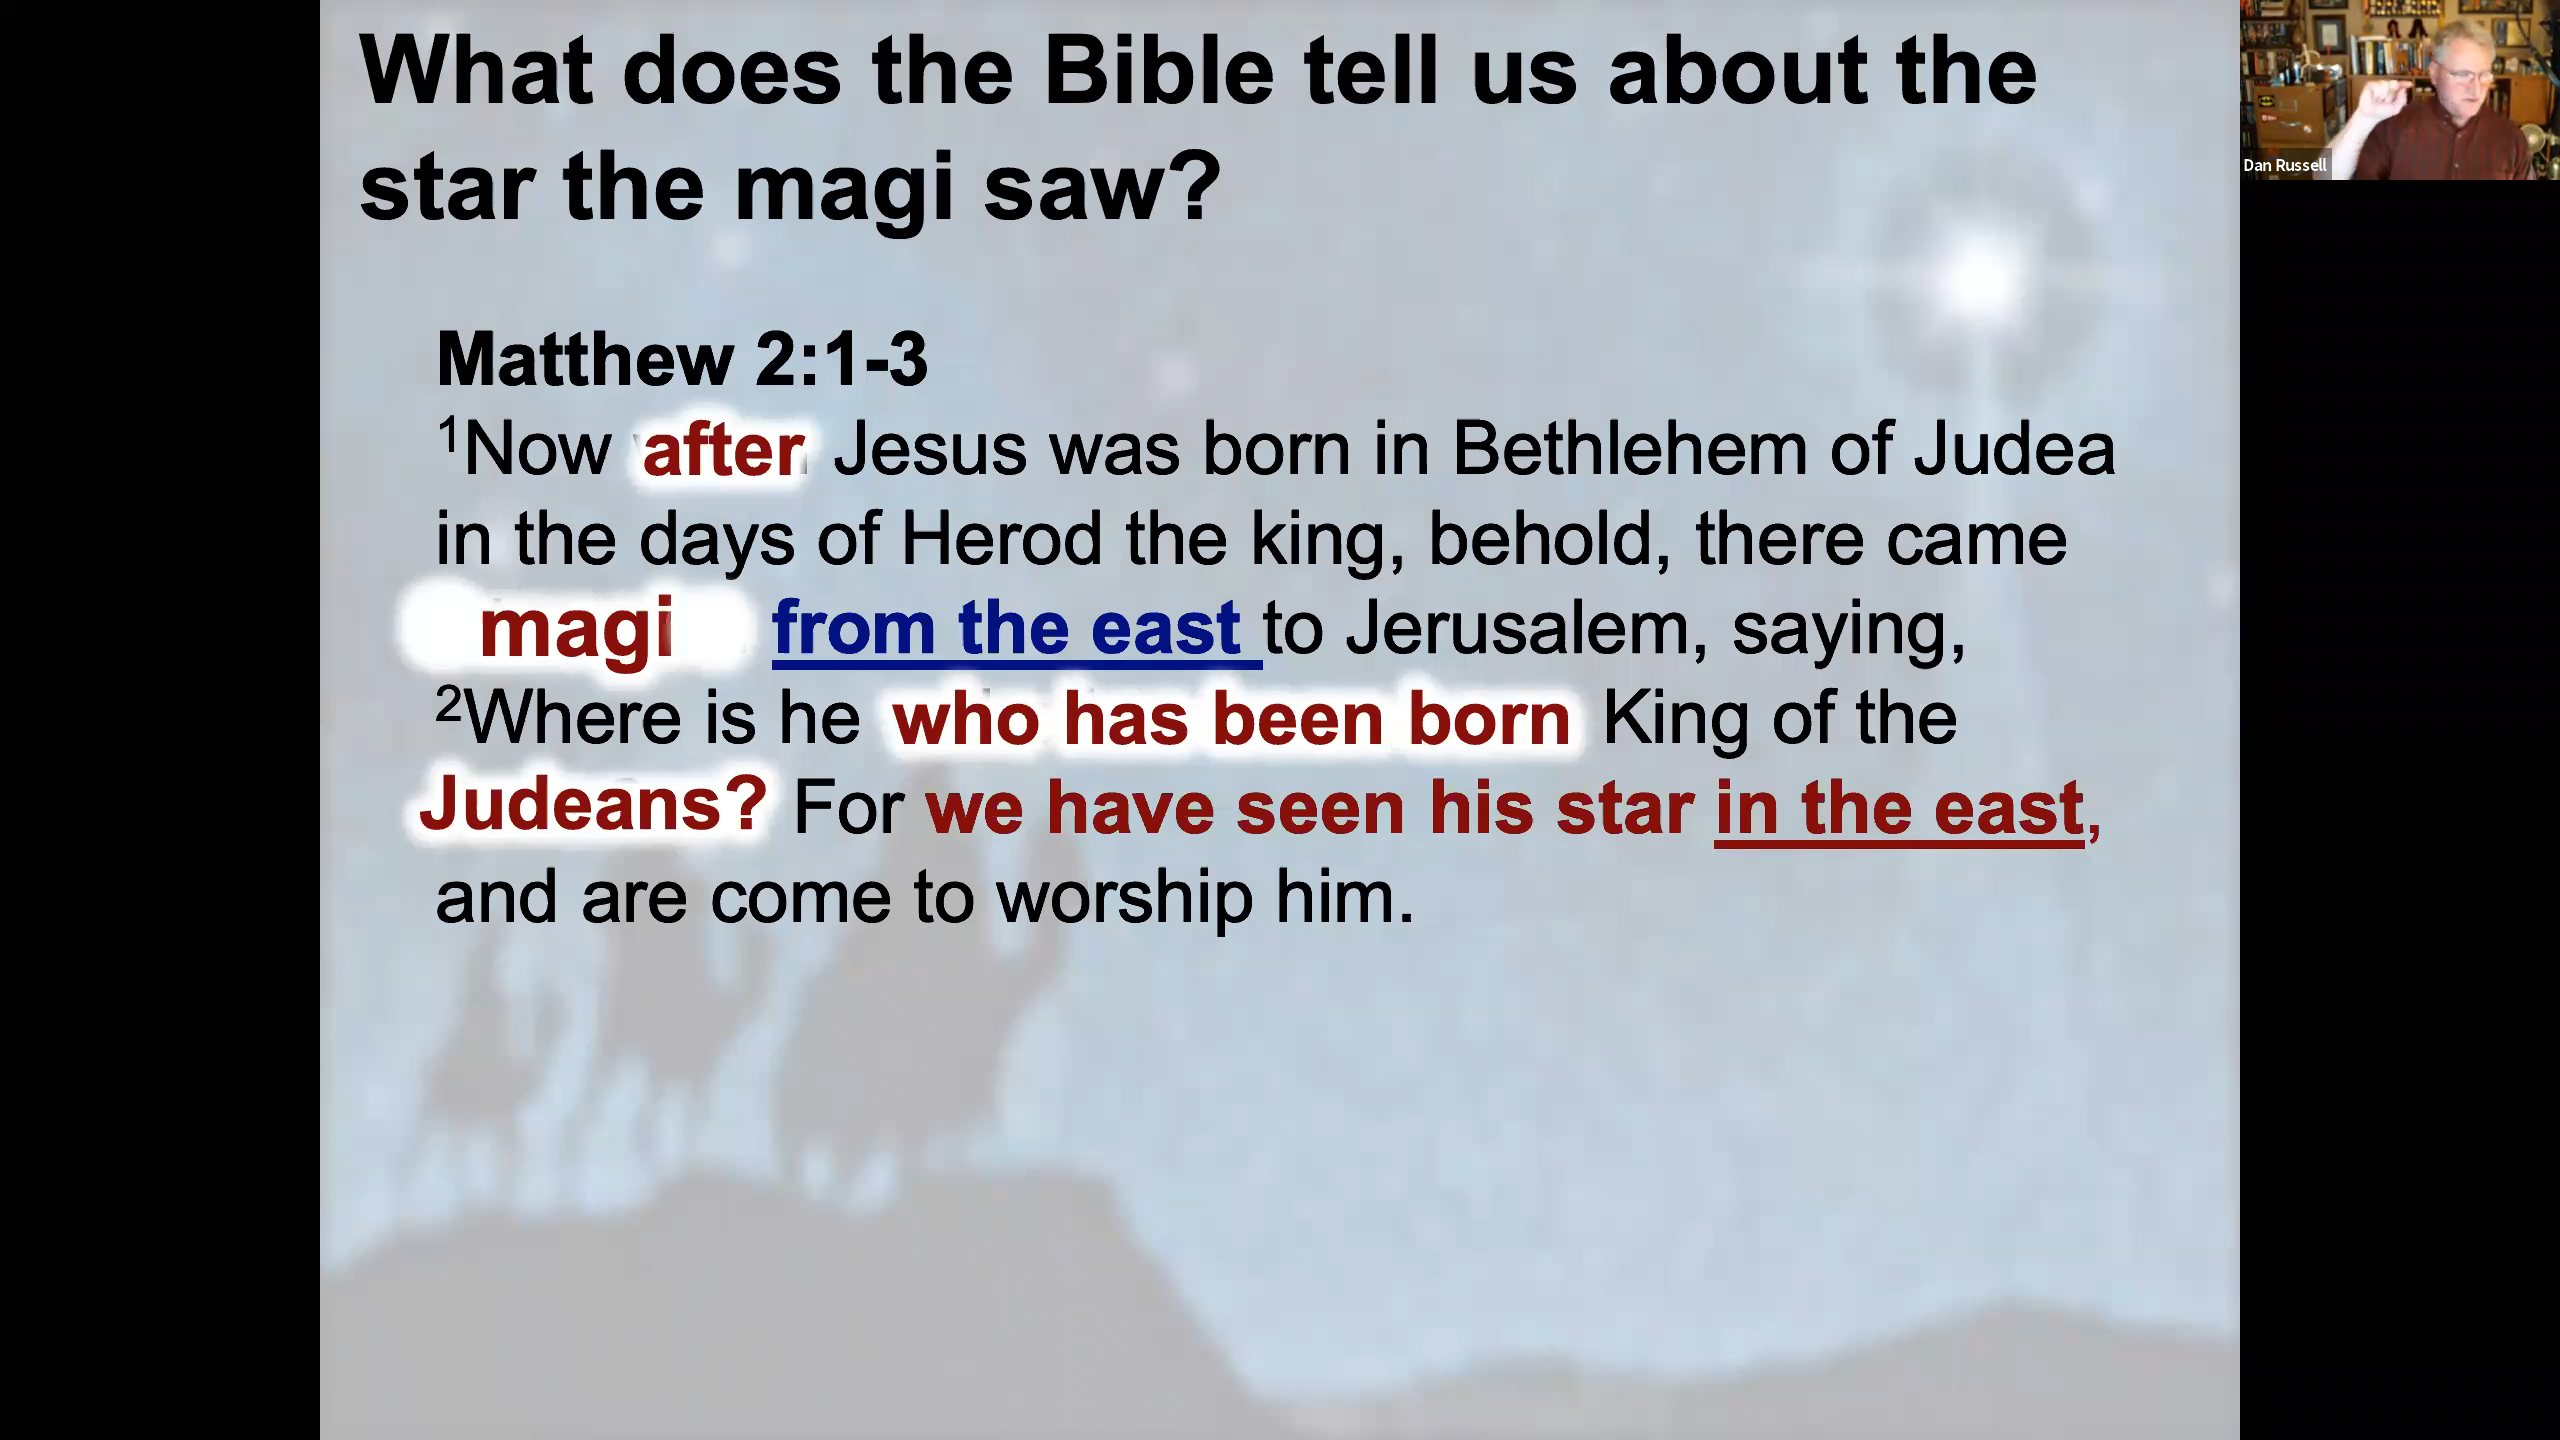 What does the Bible tell us about the
star the magi saw?
Dan Russell
Matthew 2:1-3
1Now after Jesus was born in Bethlehem of Judea
in the days of Herod the king, behold, there came
magi from the east to Jerusalem, saying,
2Where is he who has been born King of the
Judeans? For we have seen his star in the east,
and are come to worship him.